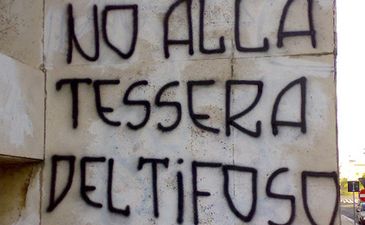 NO ALLA
TESSERA
DEL TiFOSO